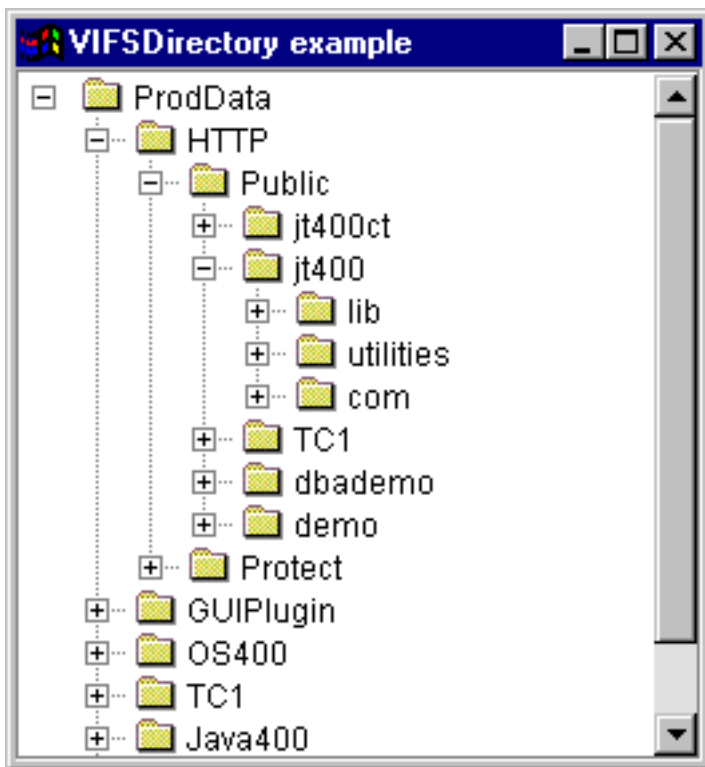 VIFSDirectory example
ProdData
HTTP
Public
jt400ct
jt400
lib
utilities
com
TC1
dbademo
demo
Protect
GUIPlugin
OS400
TC1
Java400